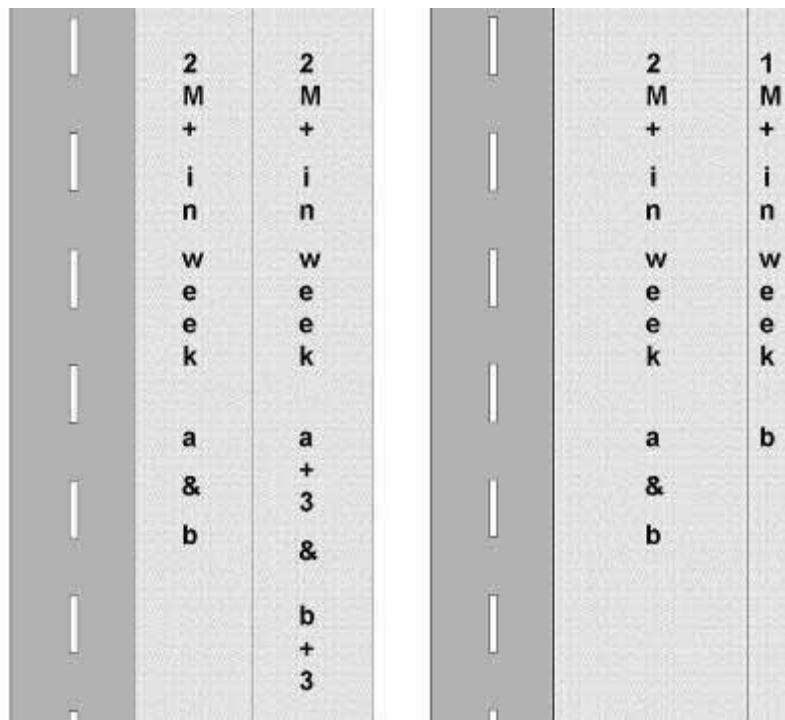 2M+ in week a & b
2M+ in week a+3 & b+3
2M+ in week a & b
1M+ in week b